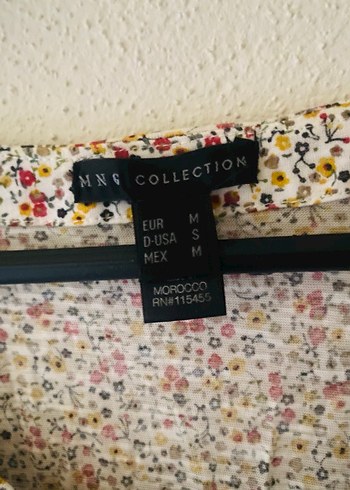 MNG COLLECTION
EUR M
D-USA S
MEX M
MOROCCO
RN#115455